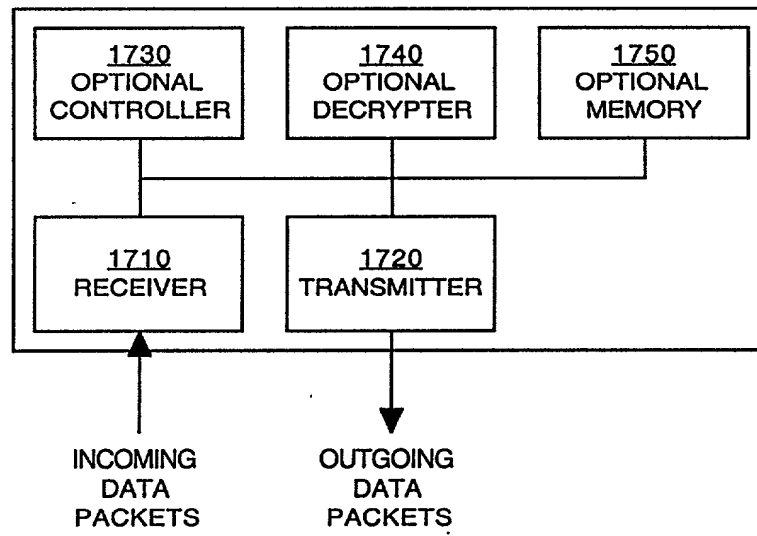 1730
OPTIONAL
CONTROLLER
1740
OPTIONAL
DECRYPTER
1750
OPTIONAL
MEMORY
1710
RECEIVER
1720
TRANSMITTER
INCOMING
DATA
PACKETS
OUTGOING
DATA
PACKETS